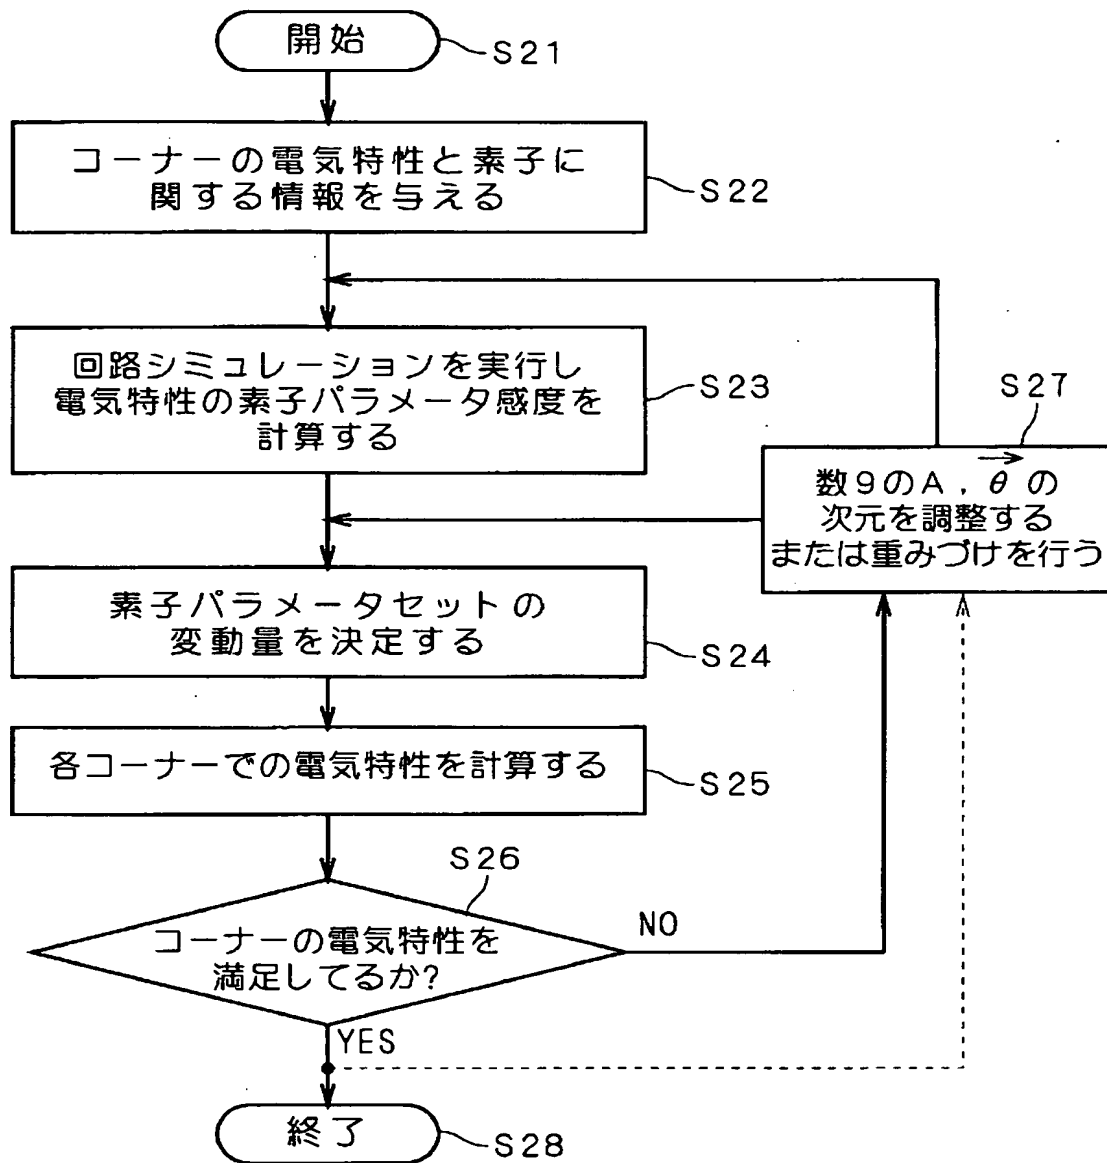 開始
S21
コーナーの電気特性と素子に
関する情報を与える
S22
回路シミュレーションを実行し
電気特性の素子パラメータ感度を
計算する
S23
S27
数9のA,θ→の
次元を調整する
または重みづけを行う
素子パラメータセットの
変動量を決定する
S24
各コーナーでの電気特性を計算する
S25
S26
コーナーの電気特性を
満足してるか?
NO
YES
終了
S28